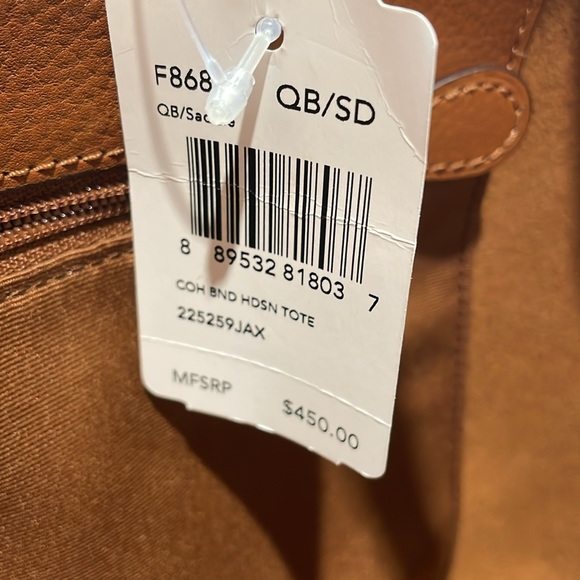 F868
QB/SD
8 89532 81803 7
COH BND HDSN TOTE
225259JAX
MFSRP
$450.00